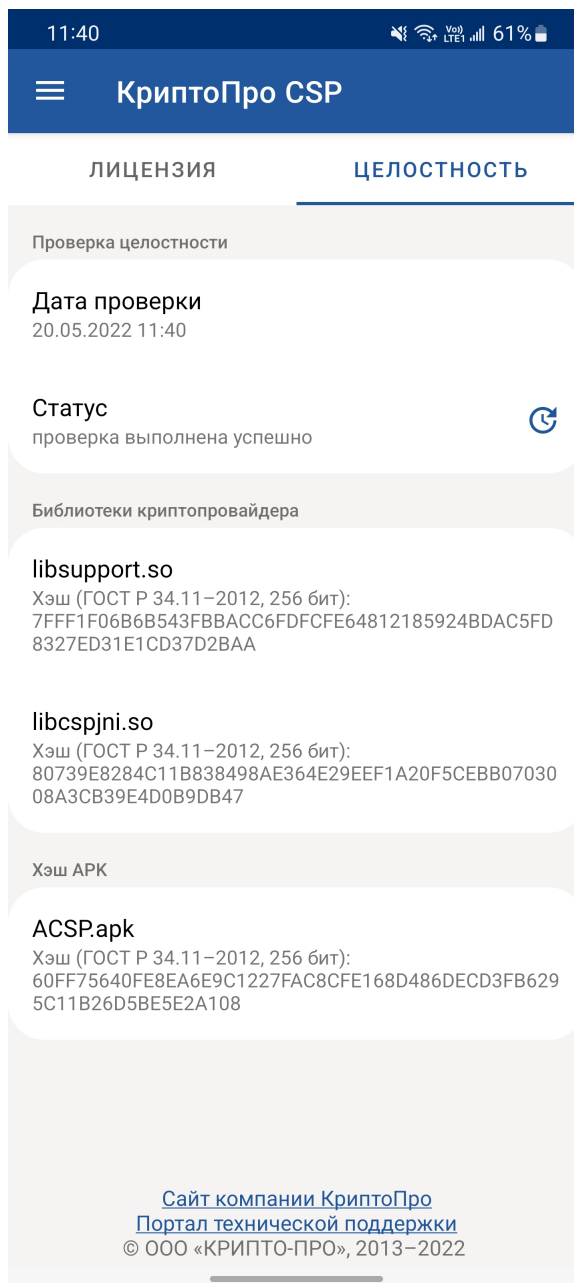 11:40
Vo)) LTE1 61%
КриптоПро CSP
ЛИЦЕНЗИЯ ЦЕЛОСТНОСТЬ
Проверка целостности
Дата проверки
20.05.2022 11:40
Статус
проверка выполнена успешно
Библиотеки криптопровайдера
libsupport.so
Хэш (ГОСТ Р 34.11–2012, 256 бит):
7FFF1F06B6B543FBBACC6FDFCFE64812185924BDAC5FD
8327ED31E1CD37D2BAA
libcspjni.so
Хэш (ГОСТ Р 34.11–2012, 256 бит):
80739E8284C11B838498AE364E29EEF1A20F5CEBB07030
08A3CB39E4D0B9DB47
Хэш APK
ACSP.apk
Хэш (ГОСТ Р 34.11–2012, 256 бит):
60FF75640FE8EA6E9C1227FAC8CFE168D486DECD3FB629
5C11B26D5BE5E2A108
Сайт компании КриптоПро
Портал технической поддержки
© ООО «КРИПТО-ПРО», 2013–2022